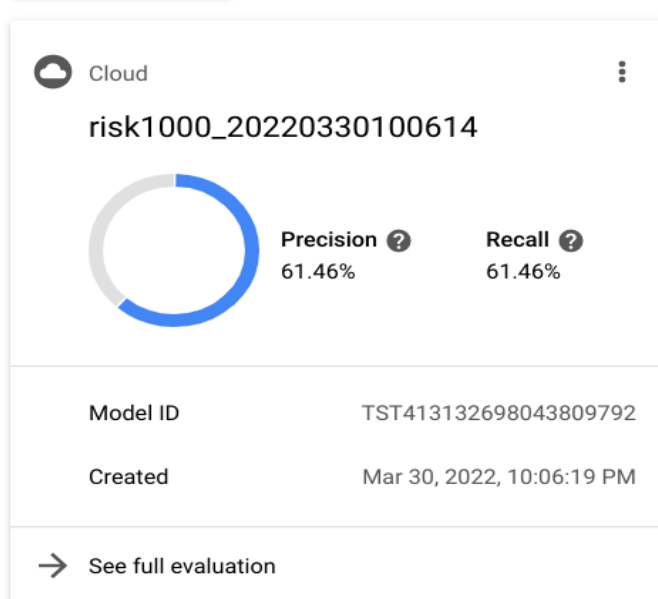 Cloud
risk1000_20220330100614
Precision ? Recall ?
61.46% 61.46%
Model ID TST413132698043809792
Created Mar 30, 2022, 10:06:19 PM
See full evaluation